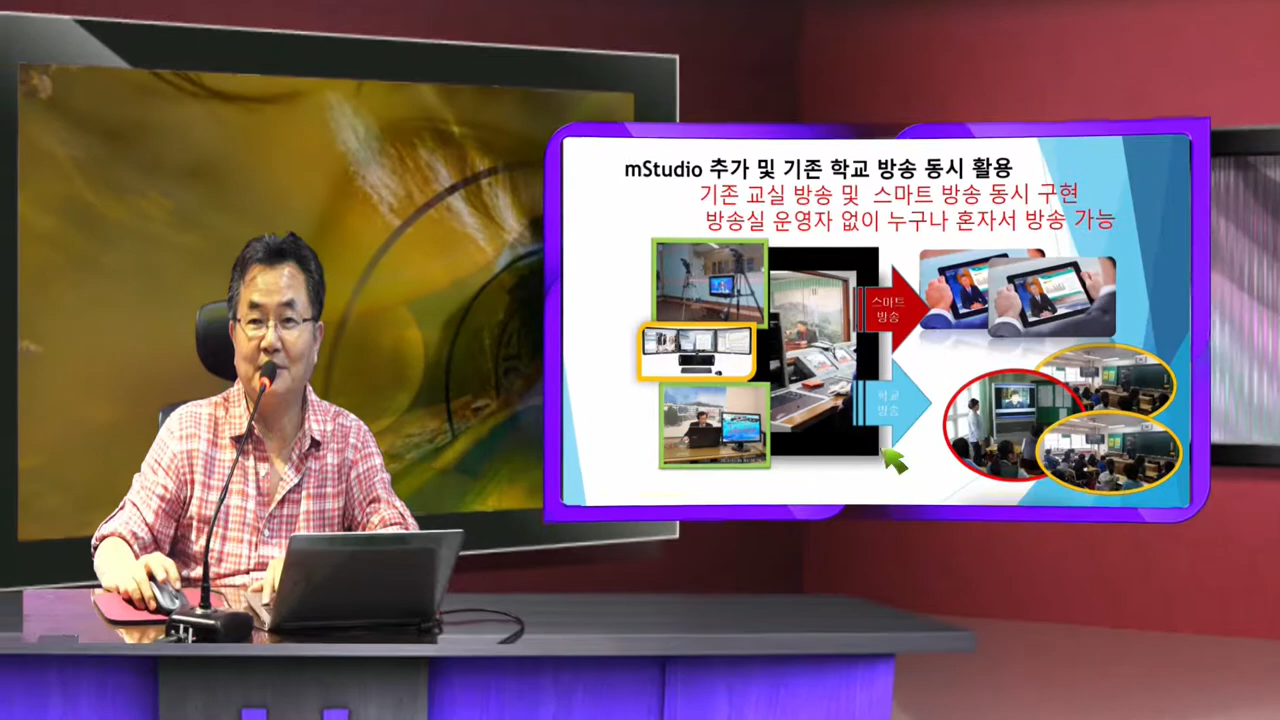 mStudio 추가 및 기존 학교 방송 동시 활용
기존 교실 방송 및 스마트 방송 동시 구현
방송실 운영자 없이 누구나 혼자서 방송 가능
스마트
방송
학교
방송